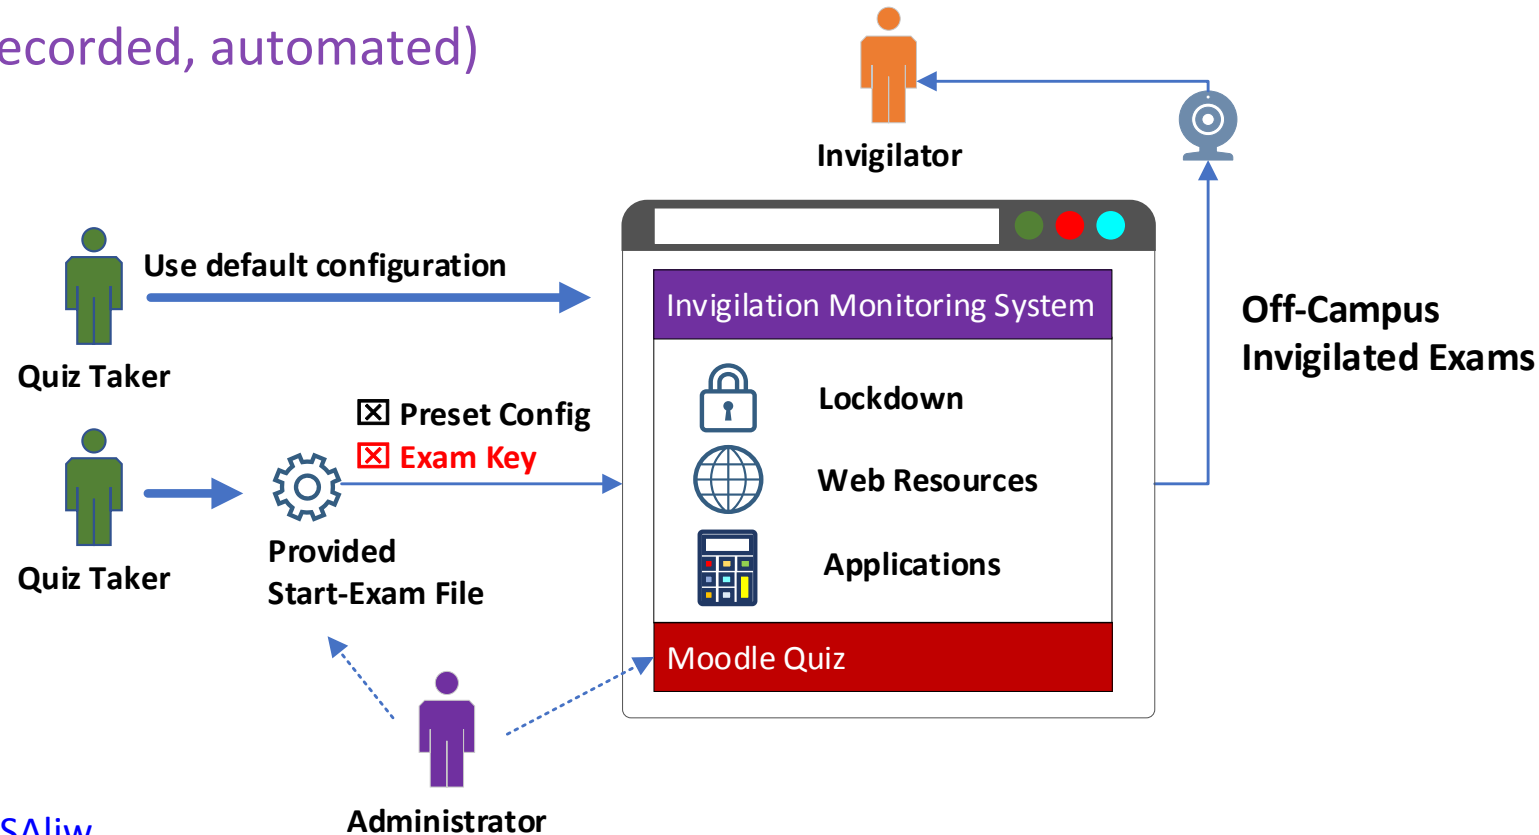 ecorded, automated)
Invigilator
Use default configuration
Quiz Taker
Invigilation Monitoring System
Lockdown
Web Resources
Applications
Moodle Quiz
Off-Campus
Invigilated Exams
☒ Preset Config
☒ Exam Key
Quiz Taker
Provided
Start-Exam File
Administrator